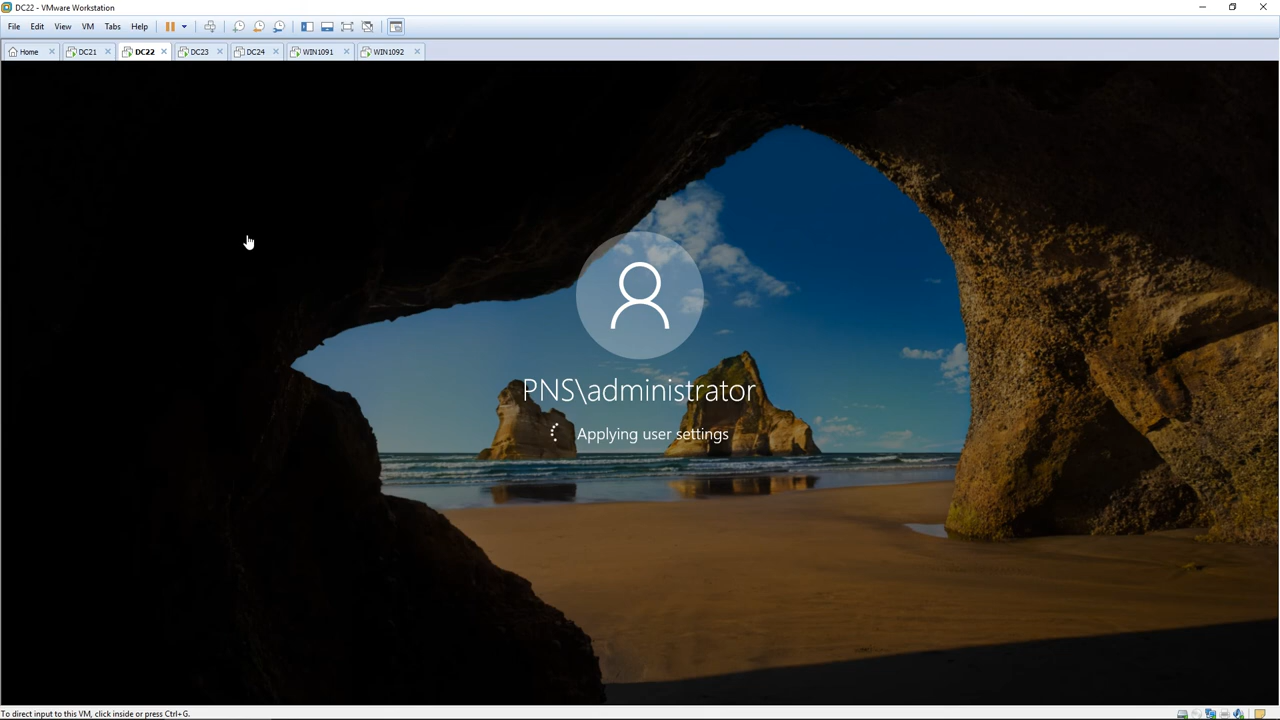 DC22 - VMware Workstation
File Edit View VM Tabs Help
Home DC21 DC22 DC23 DC24 WIN1091 WIN1092
PNS\administrator
Applying user settings
To direct input to this VM, click inside or press Ctrl+G.